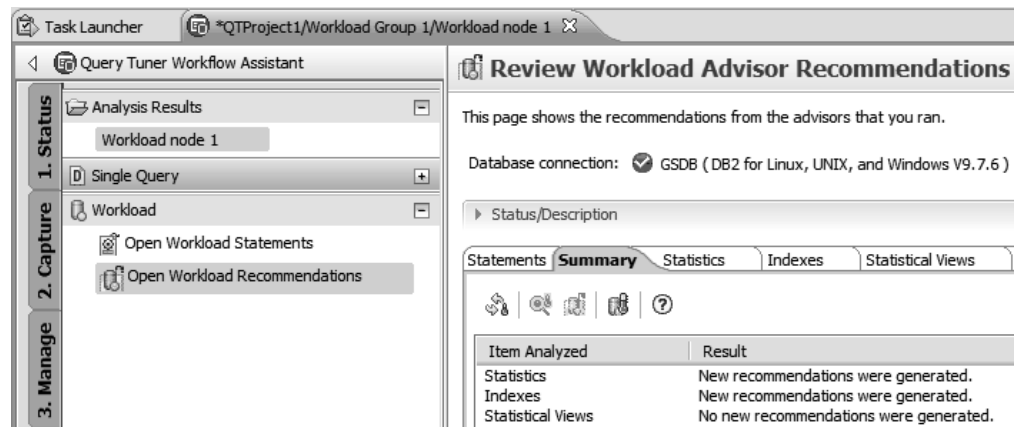 Task Launcher
*QTProject1/Workload Group 1/Workload node 1
Query Tuner Workflow Assistant
1. Status
2. Capture
3. Manage
Analysis Results
Workload node 1
Single Query
Workload
Open Workload Statements
Open Workload Recommendations
Review Workload Advisor Recommendations
This page shows the recommendations from the advisors that you ran.
Database connection: GSDB ( DB2 for Linux, UNIX, and Windows V9.7.6 )
Status/Description
Statements Summary Statistics Indexes Statistical Views
Item Analyzed Result
Statistics New recommendations were generated.
Indexes New recommendations were generated.
Statistical Views No new recommendations were generated.